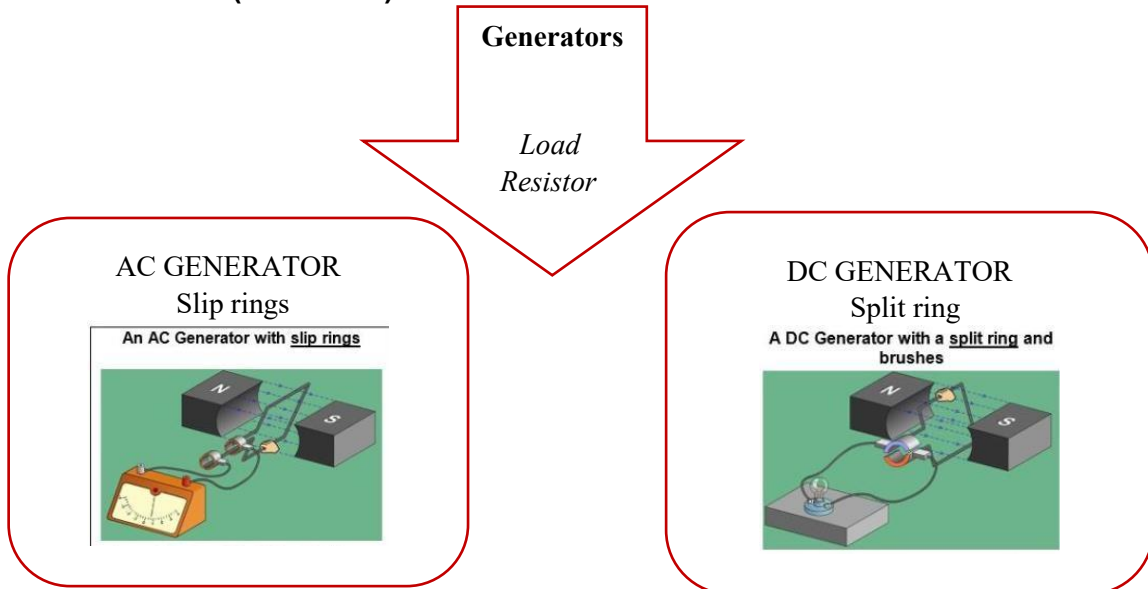 Generators
Load
Resistor
AC GENERATOR
Slip rings
An AC Generator with slip rings
N
S
DC GENERATOR
Split ring
A DC Generator with a split ring and
brushes
N
S